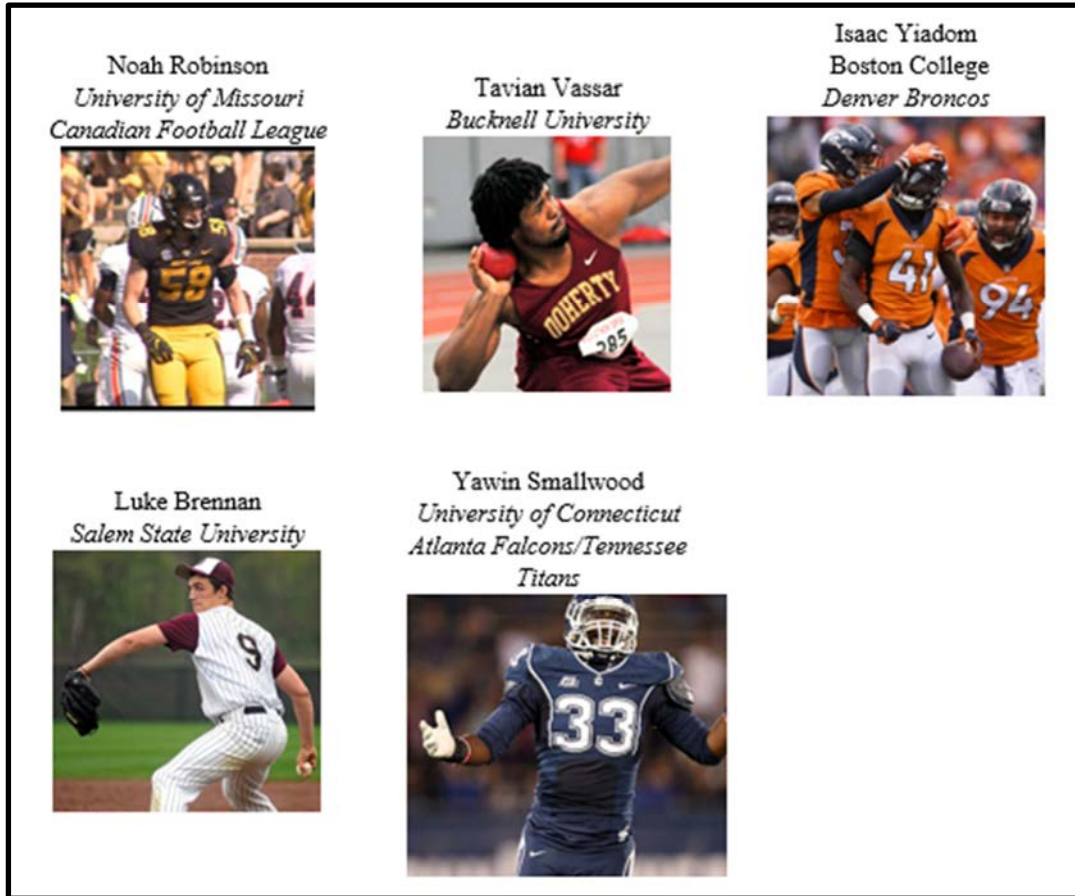 Noah Robinson
University of Missouri
Canadian Football League
58
Tavian Vassar
Bucknell University
DOHERTY
285
Isaac Yiadom
Boston College
Denver Broncos
41
94
Luke Brennan
Salem State University
9
Yawin Smallwood
University of Connecticut
Atlanta Falcons/Tennessee
Titans
33